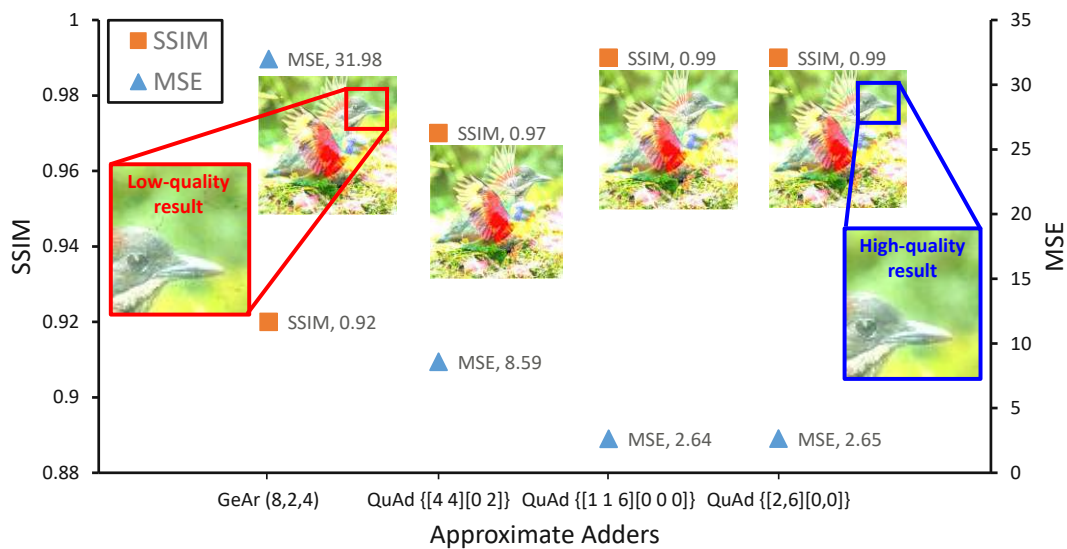 SSIM
MSE
1
0.98
0.96
0.94
0.92
0.9
0.88
SSIM
35
30
25
20
15
10
5
0
MSE
MSE, 31.98
SSIM, 0.92
SSIM, 0.97
MSE, 8.59
SSIM, 0.99
MSE, 2.64
SSIM, 0.99
MSE, 2.65
Low-quality
result
High-quality
result
GeAr (8,2,4)
QuAd {[4 4][0 2]}
QuAd {[1 1 6][0 0 0]}
QuAd {[2,6][0,0]}
Approximate Adders